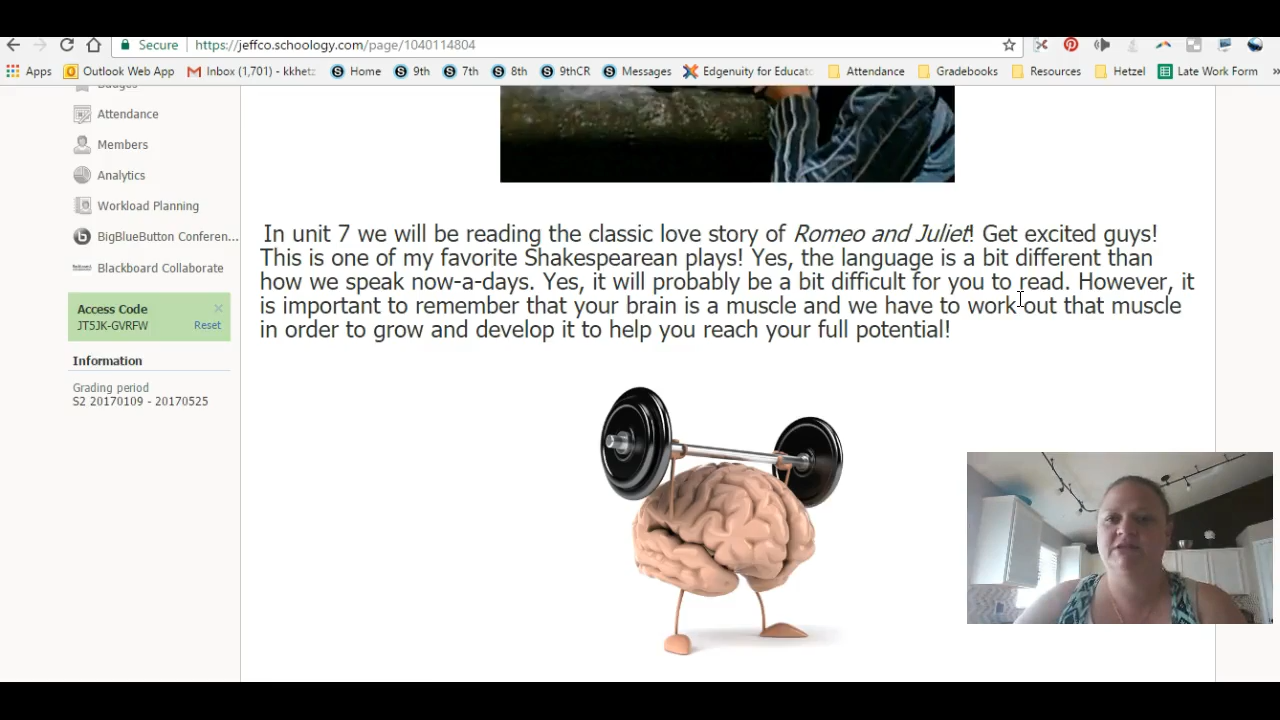 Secure https://jeffco.schoology.com/page/1040114804
Apps Outlook Web App Inbox (1,701) - kkhetz Home 9th 7th 8th 9thCR Messages Edgenuity for Educato Attendance Gradebooks Resources Hetzel Late Work Form »
Badges
Attendance
Members
Analytics
Workload Planning
BigBlueButton Conferen...
Blackboard Collaborate
Access Code
JT5JK-GVRFW Reset
Information
Grading period
S2 20170109 - 20170525
In unit 7 we will be reading the classic love story of Romeo and Juliet! Get excited guys!
This is one of my favorite Shakespearean plays! Yes, the language is a bit different than
how we speak now-a-days. Yes, it will probably be a bit difficult for you to read. However, it
is important to remember that your brain is a muscle and we have to work-out that muscle
in order to grow and develop it to help you reach your full potential!